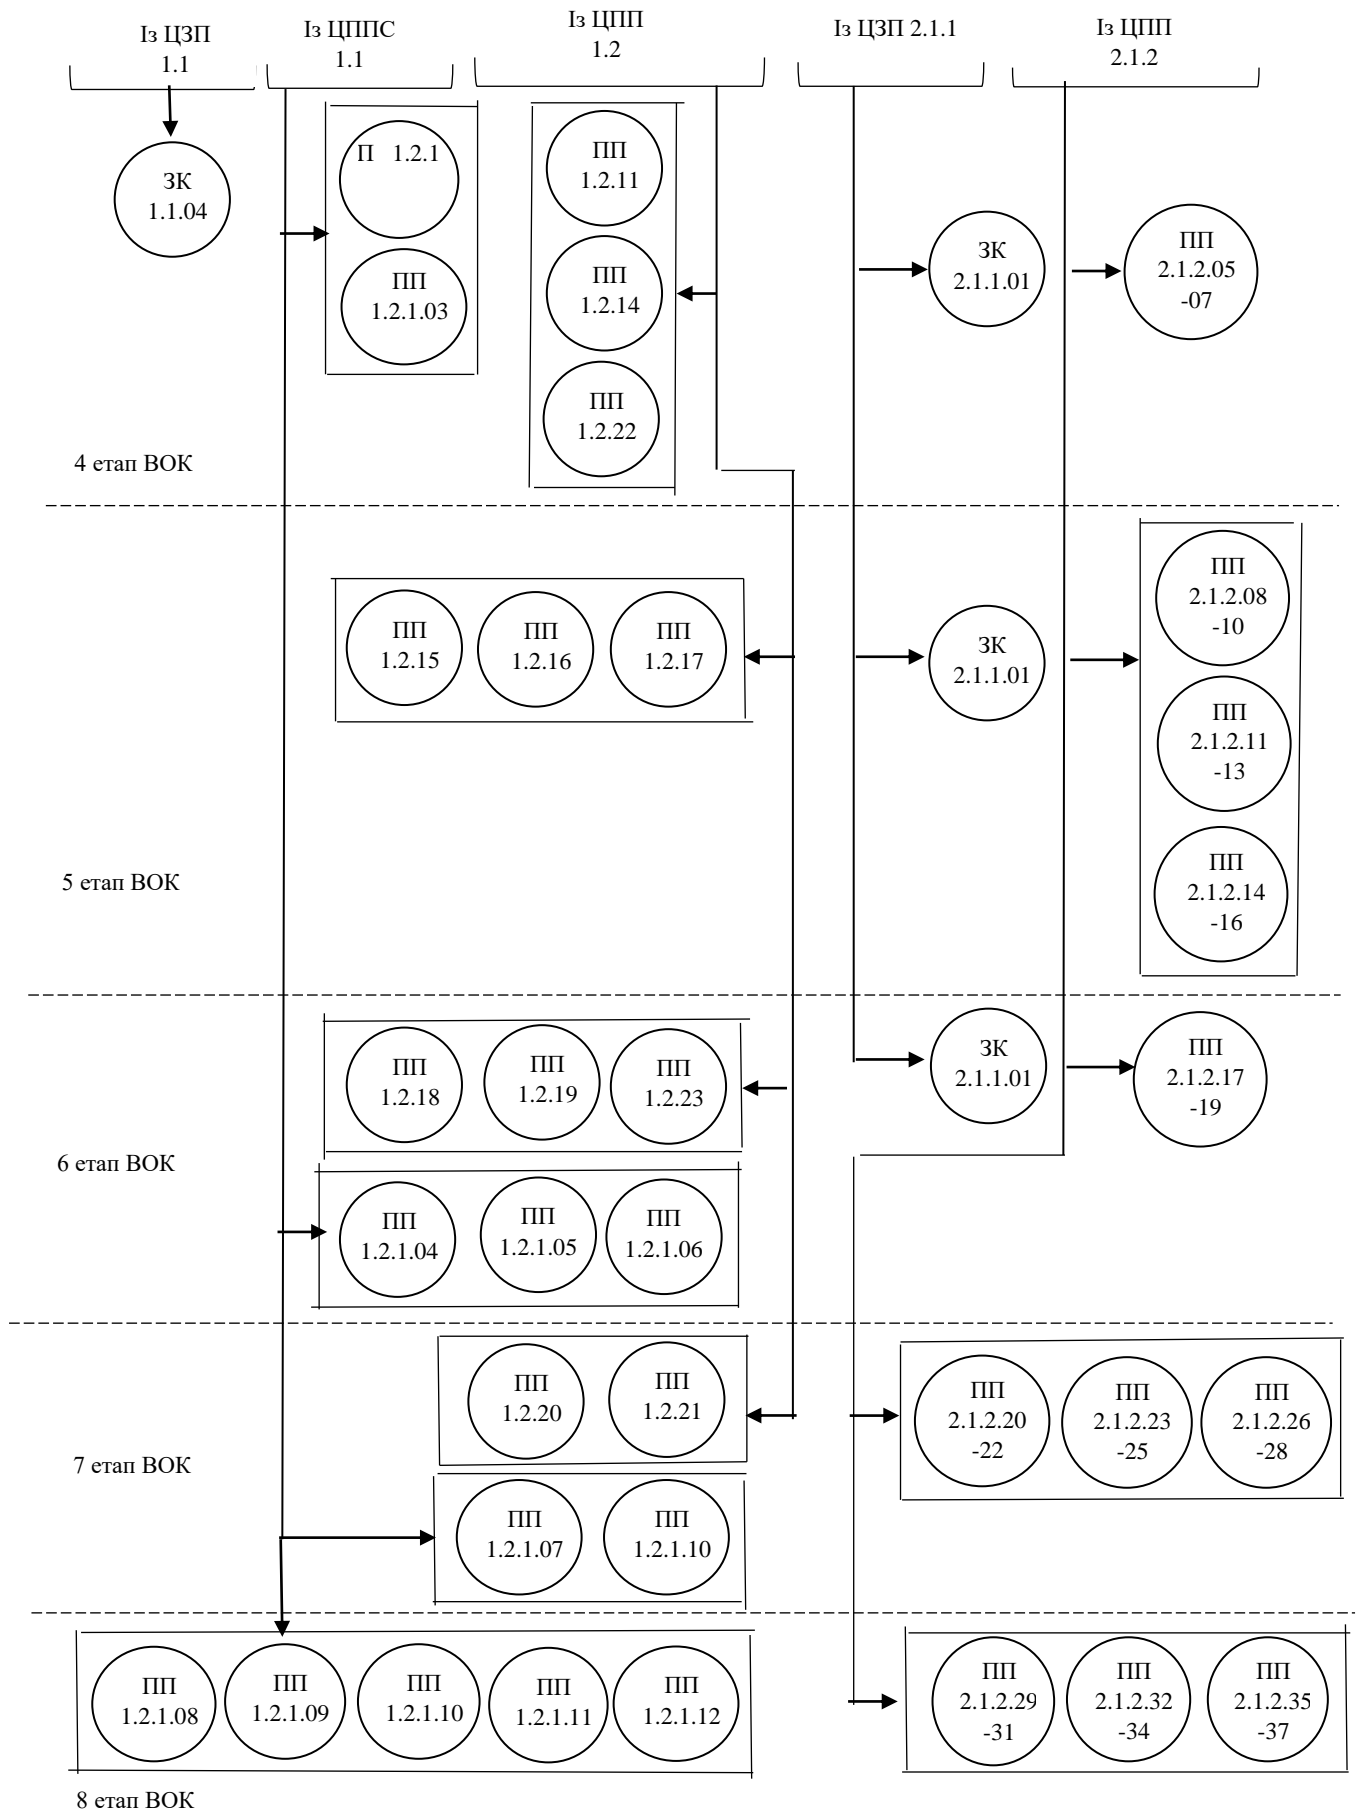 Із ЦЗП
1.1
Із ЦППС
1.1
Із ЦПП
1.2
Із ЦЗП 2.1.1
Із ЦПП
2.1.2
ЗК
1.1.04
П 1.2.1
ПП
1.2.1.03
ПП
1.2.11
ПП
1.2.14
ПП
1.2.22
ЗК
2.1.1.01
ПП
2.1.2.05
-07
4 етап ВОК
ПП
1.2.15
ПП
1.2.16
ПП
1.2.17
ЗК
2.1.1.01
ПП
2.1.2.08
-10
ПП
2.1.2.11
-13
ПП
2.1.2.14
-16
5 етап ВОК
ПП
1.2.18
ПП
1.2.19
ПП
1.2.23
ЗК
2.1.1.01
ПП
2.1.2.17
-19
6 етап ВОК
ПП
1.2.1.04
ПП
1.2.1.05
ПП
1.2.1.06
ПП
1.2.20
ПП
1.2.21
ПП
2.1.2.20
-22
ПП
2.1.2.23
-25
ПП
2.1.2.26
-28
7 етап ВОК
ПП
1.2.1.07
ПП
1.2.1.10
ПП
1.2.1.08
ПП
1.2.1.09
ПП
1.2.1.10
ПП
1.2.1.11
ПП
1.2.1.12
ПП
2.1.2.29
-31
ПП
2.1.2.32
-34
ПП
2.1.2.35
-37
8 етап ВОК